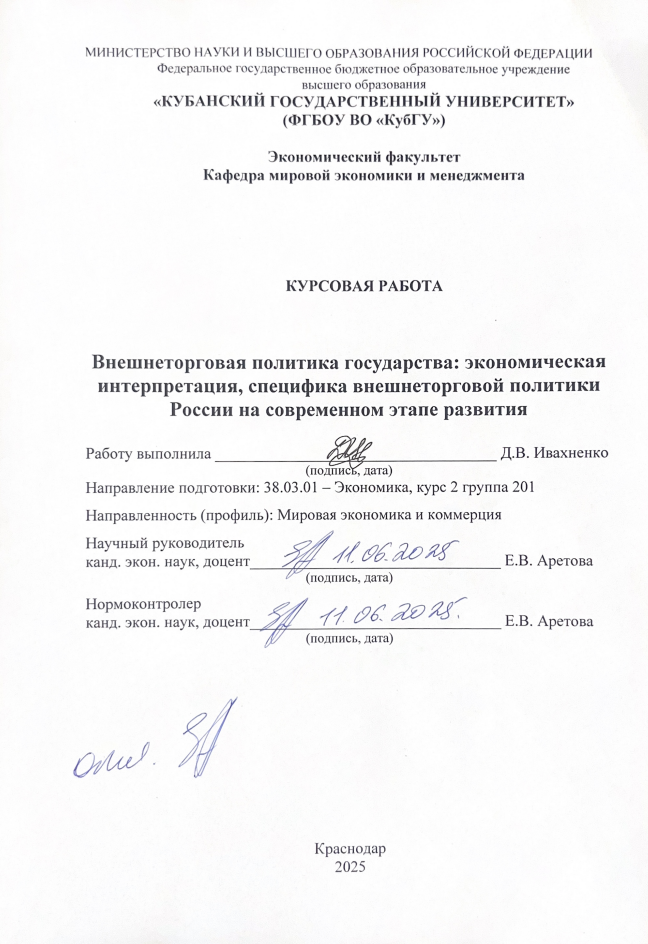 МИНИСТЕРСТВО НАУКИ И ВЫСШЕГО ОБРАЗОВАНИЯ РОССИЙСКОЙ ФЕДЕРАЦИИ
Федеральное государственное бюджетное образовательное учреждение
высшего образования
«КУБАНСКИЙ ГОСУДАРСТВЕННЫЙ УНИВЕРСИТЕТ»
(ФГБОУ ВО «КубГУ»)
Экономический факультет
Кафедра мировой экономики и менеджмента
КУРСОВАЯ РАБОТА
Внешнеторговая политика государства: экономическая
интерпретация, специфика внешнеторговой политики
России на современном этапе развития
Работу выполнила Д.В. Ивахненко
(подпись, дата)
Направление подготовки: 38.03.01 – Экономика, курс 2 группа 201
Направленность (профиль): Мировая экономика и коммерция
Научный руководитель
канд. экон. наук, доцент 11.06.2025 Е.В. Аретова
(подпись, дата)
Нормоконтролер
канд. экон. наук, доцент 11.06.2025. Е.В. Аретова
(подпись, дата)
отл.
Краснодар
2025